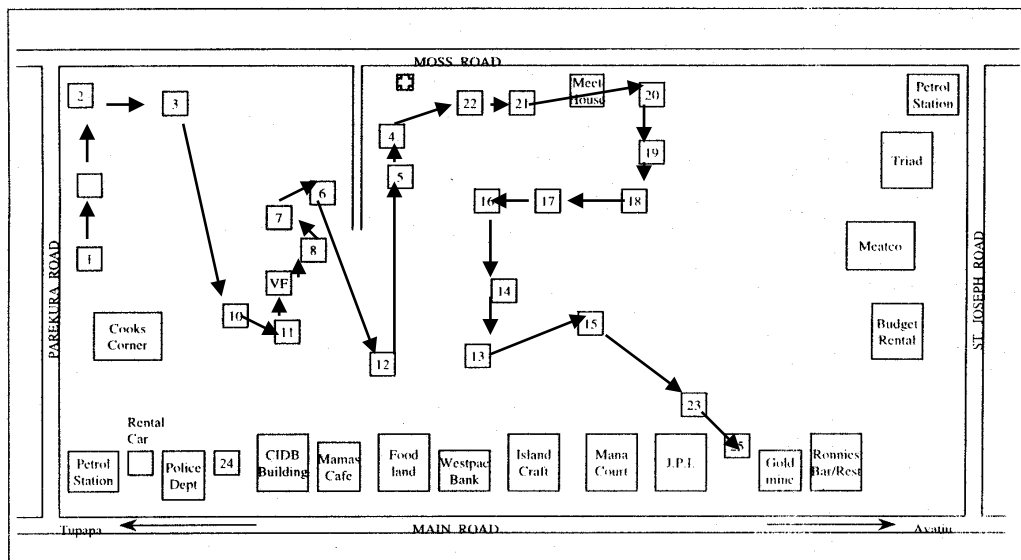 MOSS ROAD
2
3
22
21
Meet
House
20
Petrol
Station
4
19
Triad
5
6
16
17
18
7
8
Meatco
1
VF
14
PAREKURA ROAD
ST. JOSEPH ROAD
10
11
15
Cooks
Corner
Budget
Rental
12
13
23
Rental
Car
Petrol
Station
Police
Dept
24
CIDB
Building
Mamas
Cafe
Food
land
Westpac
Bank
Island
Craft
Mana
Court
J.P.I.
25
Gold
mine
Ronnies
Bar/Rest
Tupapa
MAIN ROAD